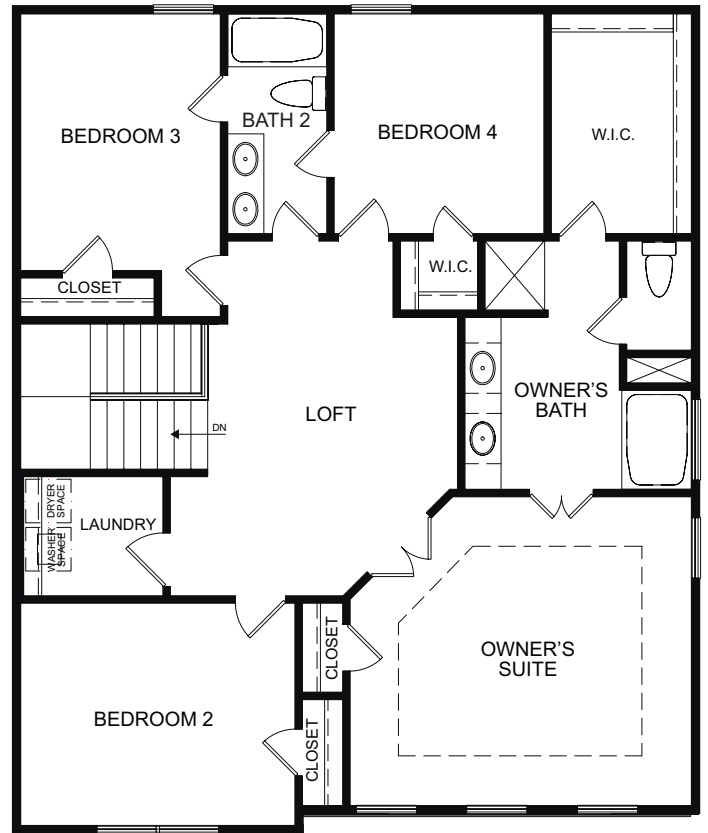 BATH 2
BEDROOM 3
BEDROOM 4
W.I.C.
W.I.C.
CLOSET
OWNER'S
BATH
LOFT
DN
LAUNDRY
DRYER
SPACE
WASHER
SPACE
CLOSET
OWNER'S
SUITE
BEDROOM 2
CLOSET